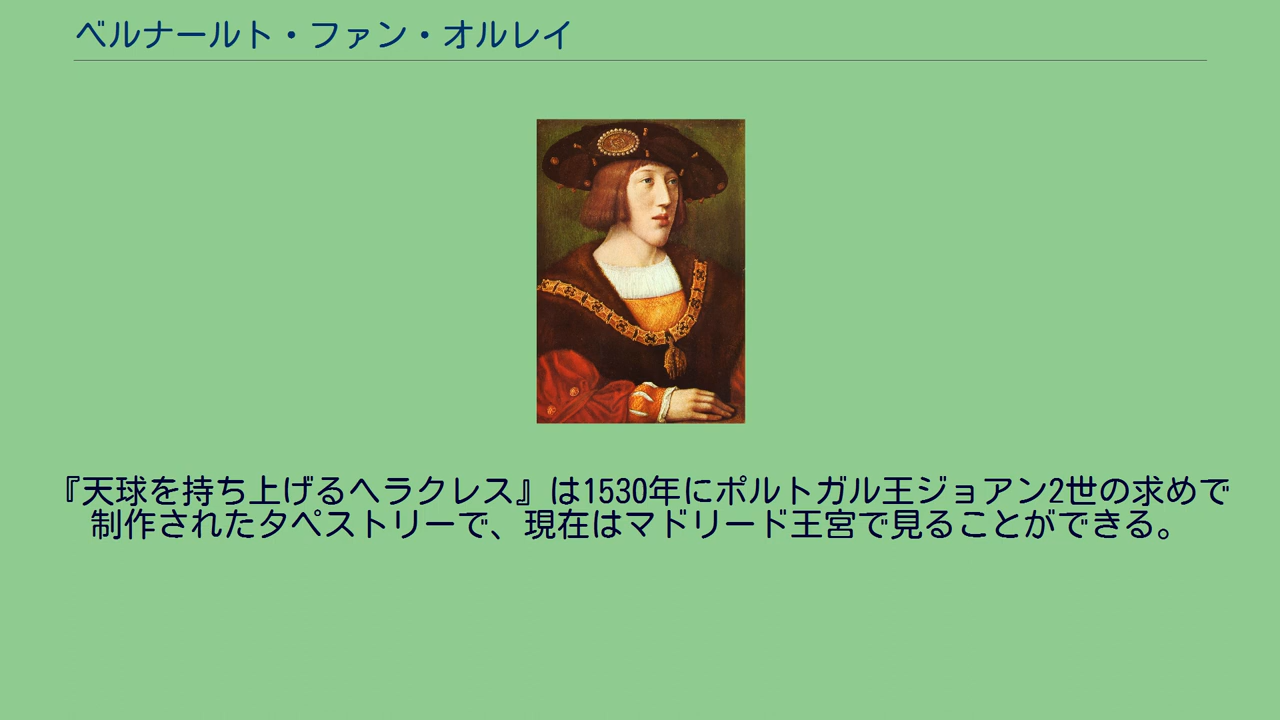 ベルナールト・ファン・オルレイ
『天球を持ち上げるヘラクレス』は1530年にポルトガル王ジョアン2世の求めで
制作されたタペストリーで、現在はマドリード王宮で見ることができる。